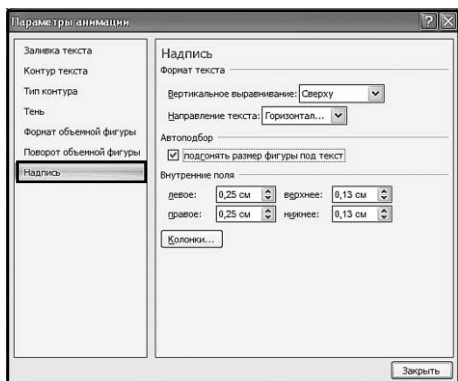 Параметры анимации
Заливка текста
Контур текста
Тип контура
Тень
Формат объемной фигуры
Поворот объемной фигуры
Надпись
Надпись
Формат текста
Вертикальное выравнивание: Сверху
Направление текста: Горизонтал...
Автоподбор
подгонять размер фигуры под текст
Внутренние поля
левое: 0,25 см верхнее: 0,13 см
правое: 0,25 см нижнее: 0,13 см
Колонки...
Закрыть